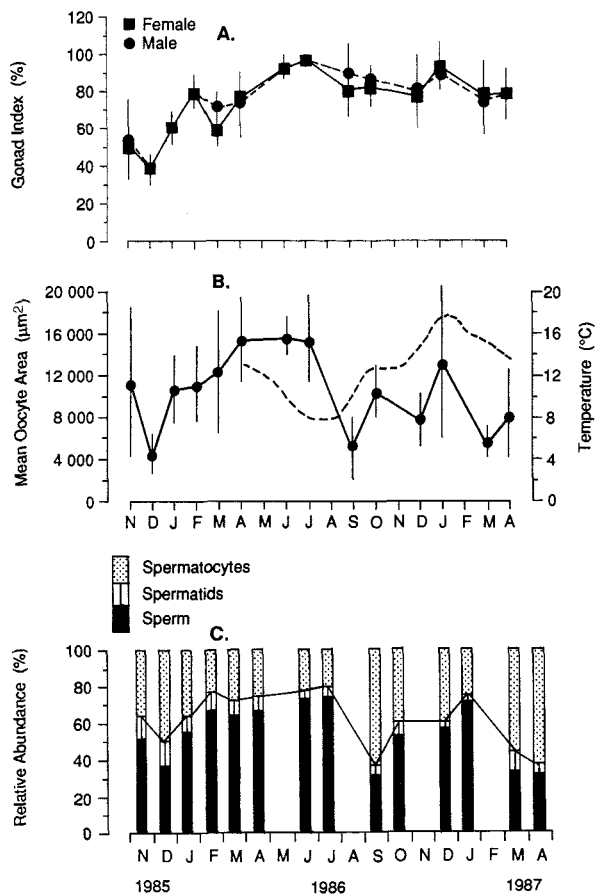 A.
Female
Male
Gonad Index (%)
120
100
80
60
40
20
0
B.
Mean Oocyte Area (μm²)
20 000
16 000
12 000
8 000
4 000
0
Temperature (°C)
20
16
12
8
4
0
N D J F M A M J J A S O N D J F M A
Spermatocytes
Spermatids
Sperm
C.
Relative Abundance (%)
100
80
60
40
20
0
N D J F M A M J J A S O N D J F M A
1985 1986 1987